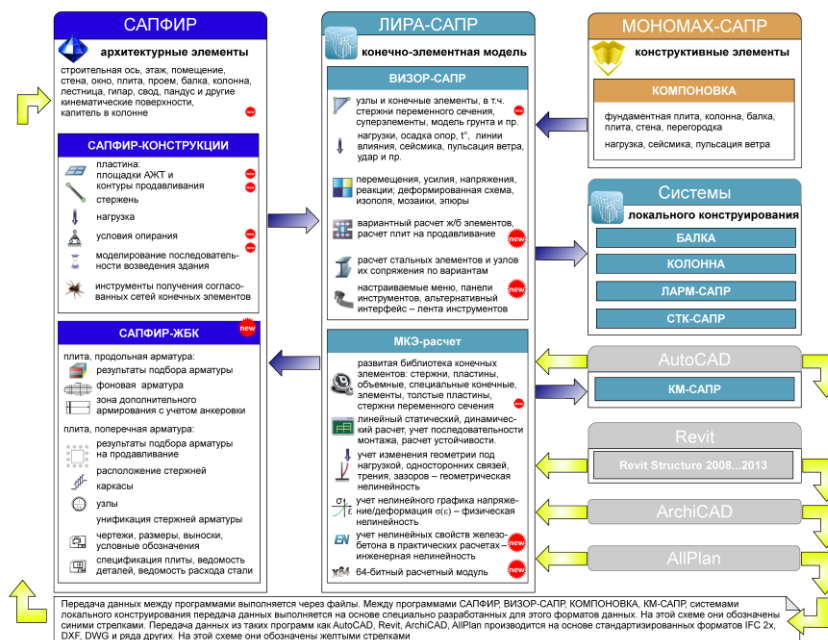 САПФИР
архитектурные элементы
строительная ось, этаж, помещение,
стена, окно, плита, проем, балка, колонна,
лестница, гипар, свод, пандус и другие
кинематические поверхности,
капитель в колонне
new
САПФИР-КОНСТРУКЦИИ
пластина:
площадки АЖТ и
new
контуры продавливания
new
стержень
нагрузка
условия опирания
new
моделирование последователь-
new
ности возведения здания
инструменты получения согласо-
ванных сетей конечных элементов
САПФИР-ЖБК
new
плита, продольная арматура:
результаты подбора арматуры
фоновая арматура
зона дополнительного
армирования с учетом анкеровки
плита, поперечная арматура:
результаты подбора арматуры
на продавливание
расположение стержней
каркасы
узлы
унификация стержней арматуры
чертежи, размеры, выноски,
условные обозначения
спецификация плиты, ведомость
деталей, ведомость расхода стали
ЛИРА-САПР
конечно-элементная модель
ВИЗОР-САПР
узлы и конечные элементы, в т.ч.
стержни переменного сечения,
new
суперэлементы, модель грунта и пр.
нагрузки, осадка опор, t°, линии
влияния, сейсмика, пульсация ветра,
удар и пр.
перемещения, усилия, напряжения,
реакции; деформированная схема,
изополя, мозаики, эпюры
вариантный расчет ж/б элементов,
расчет плит на продавливание
new
расчет стальных элементов и узлов
их сопряжения по вариантам
настраиваемые меню, панели
инструментов, альтернативный
new
интерфейс – лента инструментов
МКЭ-расчет
развитая библиотека конечных
элементов: стержни, пластины,
объемные, специальные конечные,
элементы, толстые пластины,
стержни переменного сечения
new
линейный статический, динамичес-
кий расчет, учет последовательности
монтажа, расчет устойчивости.
учет изменения геометрии под
нагрузкой, односторонних связей,
трения, зазоров – геометрическая
нелинейность
учет нелинейного графика напряже-
ние/деформация σ(ε) – физическая
нелинейность
EN
учет нелинейных свойств железо-
бетона в практических расчетах –
new
инженерная нелинейность
x64
64-битный расчетный модуль
new
МОНОМАХ-САПР
конструктивные элементы
КОМПОНОВКА
фундаментная плита, колонна, балка,
плита, стена, перегородка
нагрузка, сейсмика, пульсация ветра
Системы
локального конструирования
БАЛКА
КОЛОННА
ЛАРМ-САПР
СТК-САПР
AutoCAD
КМ-САПР
Revit
Revit Structure 2008...2013
ArchiCAD
AllPlan
Передача данных между программами выполняется через файлы. Между программами САПФИР, ВИЗОР-САПР, КОМПОНОВКА, КМ-САПР, системами
локального конструирования передача данных выполняется на основе специально разработанных для этого форматов данных. На этой схеме они обозначены
синими стрелками. Передача данных из таких программ как AutoCAD, Revit, ArchiCAD, AllPlan производится на основе стандартизированных форматов IFC 2x,
DXF, DWG и ряда других. На этой схеме они обозначены желтыми стрелками